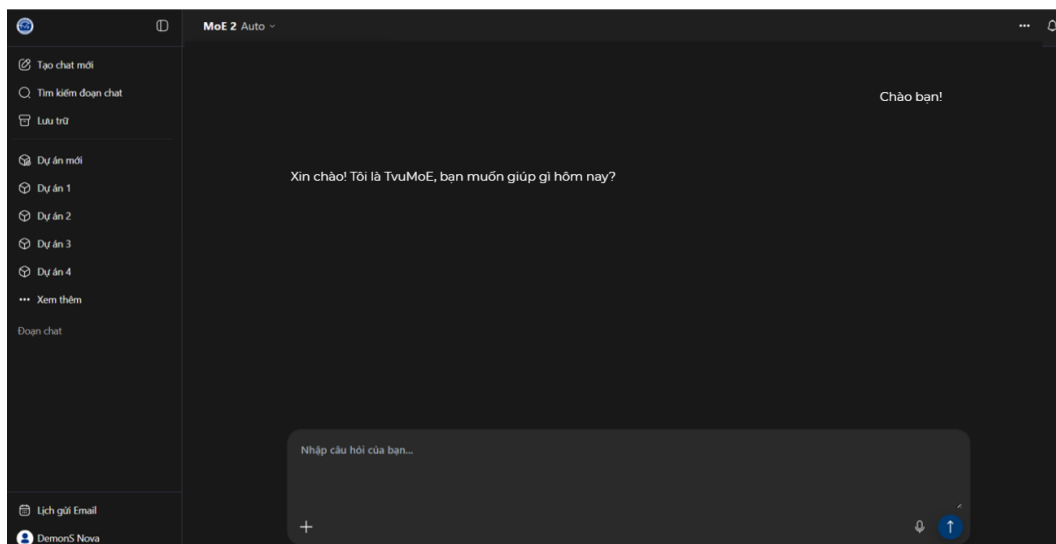 MoE 2 Auto
Tạo chat mới
Tìm kiếm đoạn chat
Lưu trữ
Dự án mới
Dự án 1
Dự án 2
Dự án 3
Dự án 4
Xem thêm
Đoạn chat
Lịch gửi Email
DemonS Nova
Chào bạn!
Xin chào! Tôi là TvuMoE, bạn muốn giúp gì hôm nay?
Nhập câu hỏi của bạn...